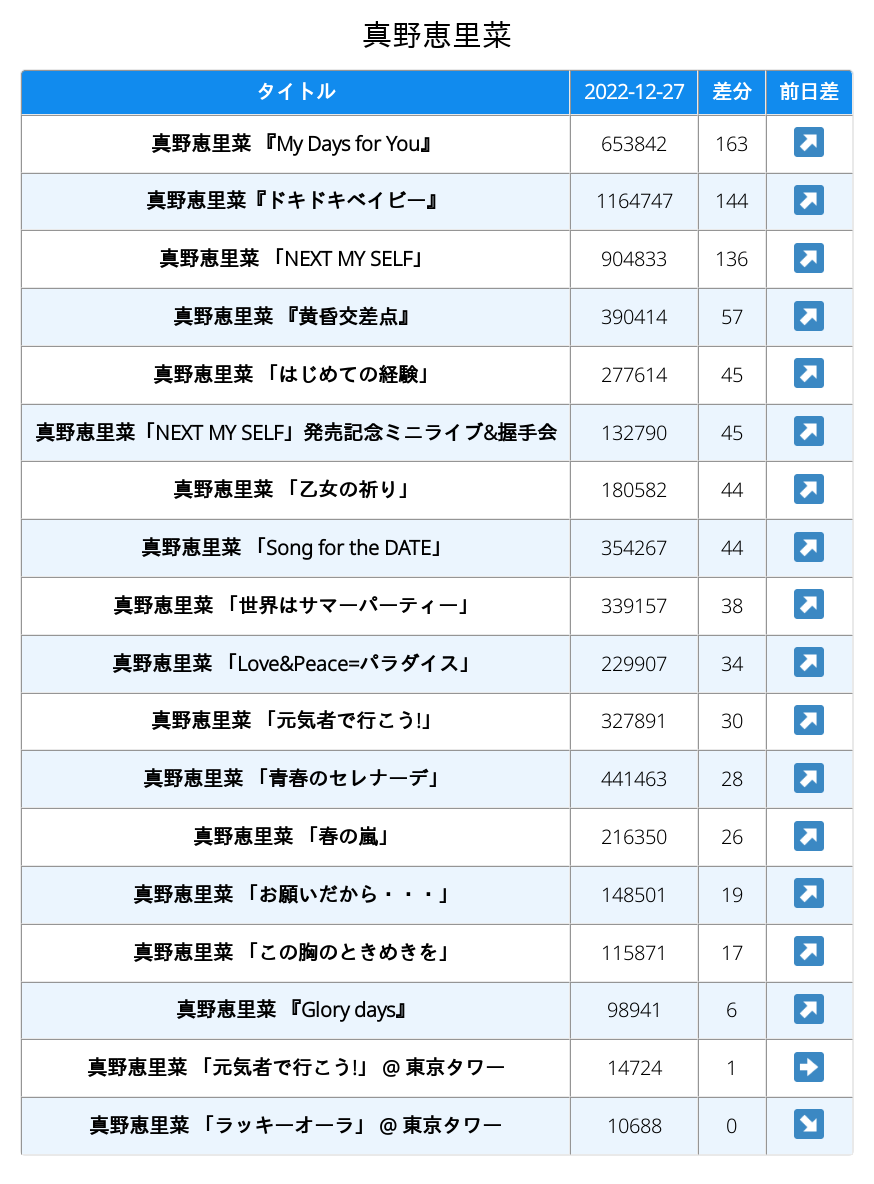 真野恵里菜
タイトル 2022-12-27 差分 前日差
真野恵里菜 『My Days for You』 653842 163 ↗
真野恵里菜『ドキドキベイビー』 1164747 144 ↗
真野恵里菜 「NEXT MY SELF」 904833 136 ↗
真野恵里菜 『黄昏交差点』 390414 57 ↗
真野恵里菜 「はじめての経験」 277614 45 ↗
真野恵里菜「NEXT MY SELF」発売記念ミニライブ&握手会 132790 45 ↗
真野恵里菜 「乙女の祈り」 180582 44 ↗
真野恵里菜 「Song for the DATE」 354267 44 ↗
真野恵里菜 「世界はサマーパーティー」 339157 38 ↗
真野恵里菜 「Love&Peace=パラダイス」 229907 34 ↗
真野恵里菜 「元気者で行こう!」 327891 30 ↗
真野恵里菜 「青春のセレナーデ」 441463 28 ↗
真野恵里菜 「春の嵐」 216350 26 ↗
真野恵里菜 「お願いだから・・・」 148501 19 ↗
真野恵里菜 「この胸のときめきを」 115871 17 ↗
真野恵里菜 『Glory days』 98941 6 ↗
真野恵里菜 「元気者で行こう!」 @ 東京タワー 14724 1 ➡
真野恵里菜 「ラッキーオーラ」 @ 東京タワー 10688 0 ↘